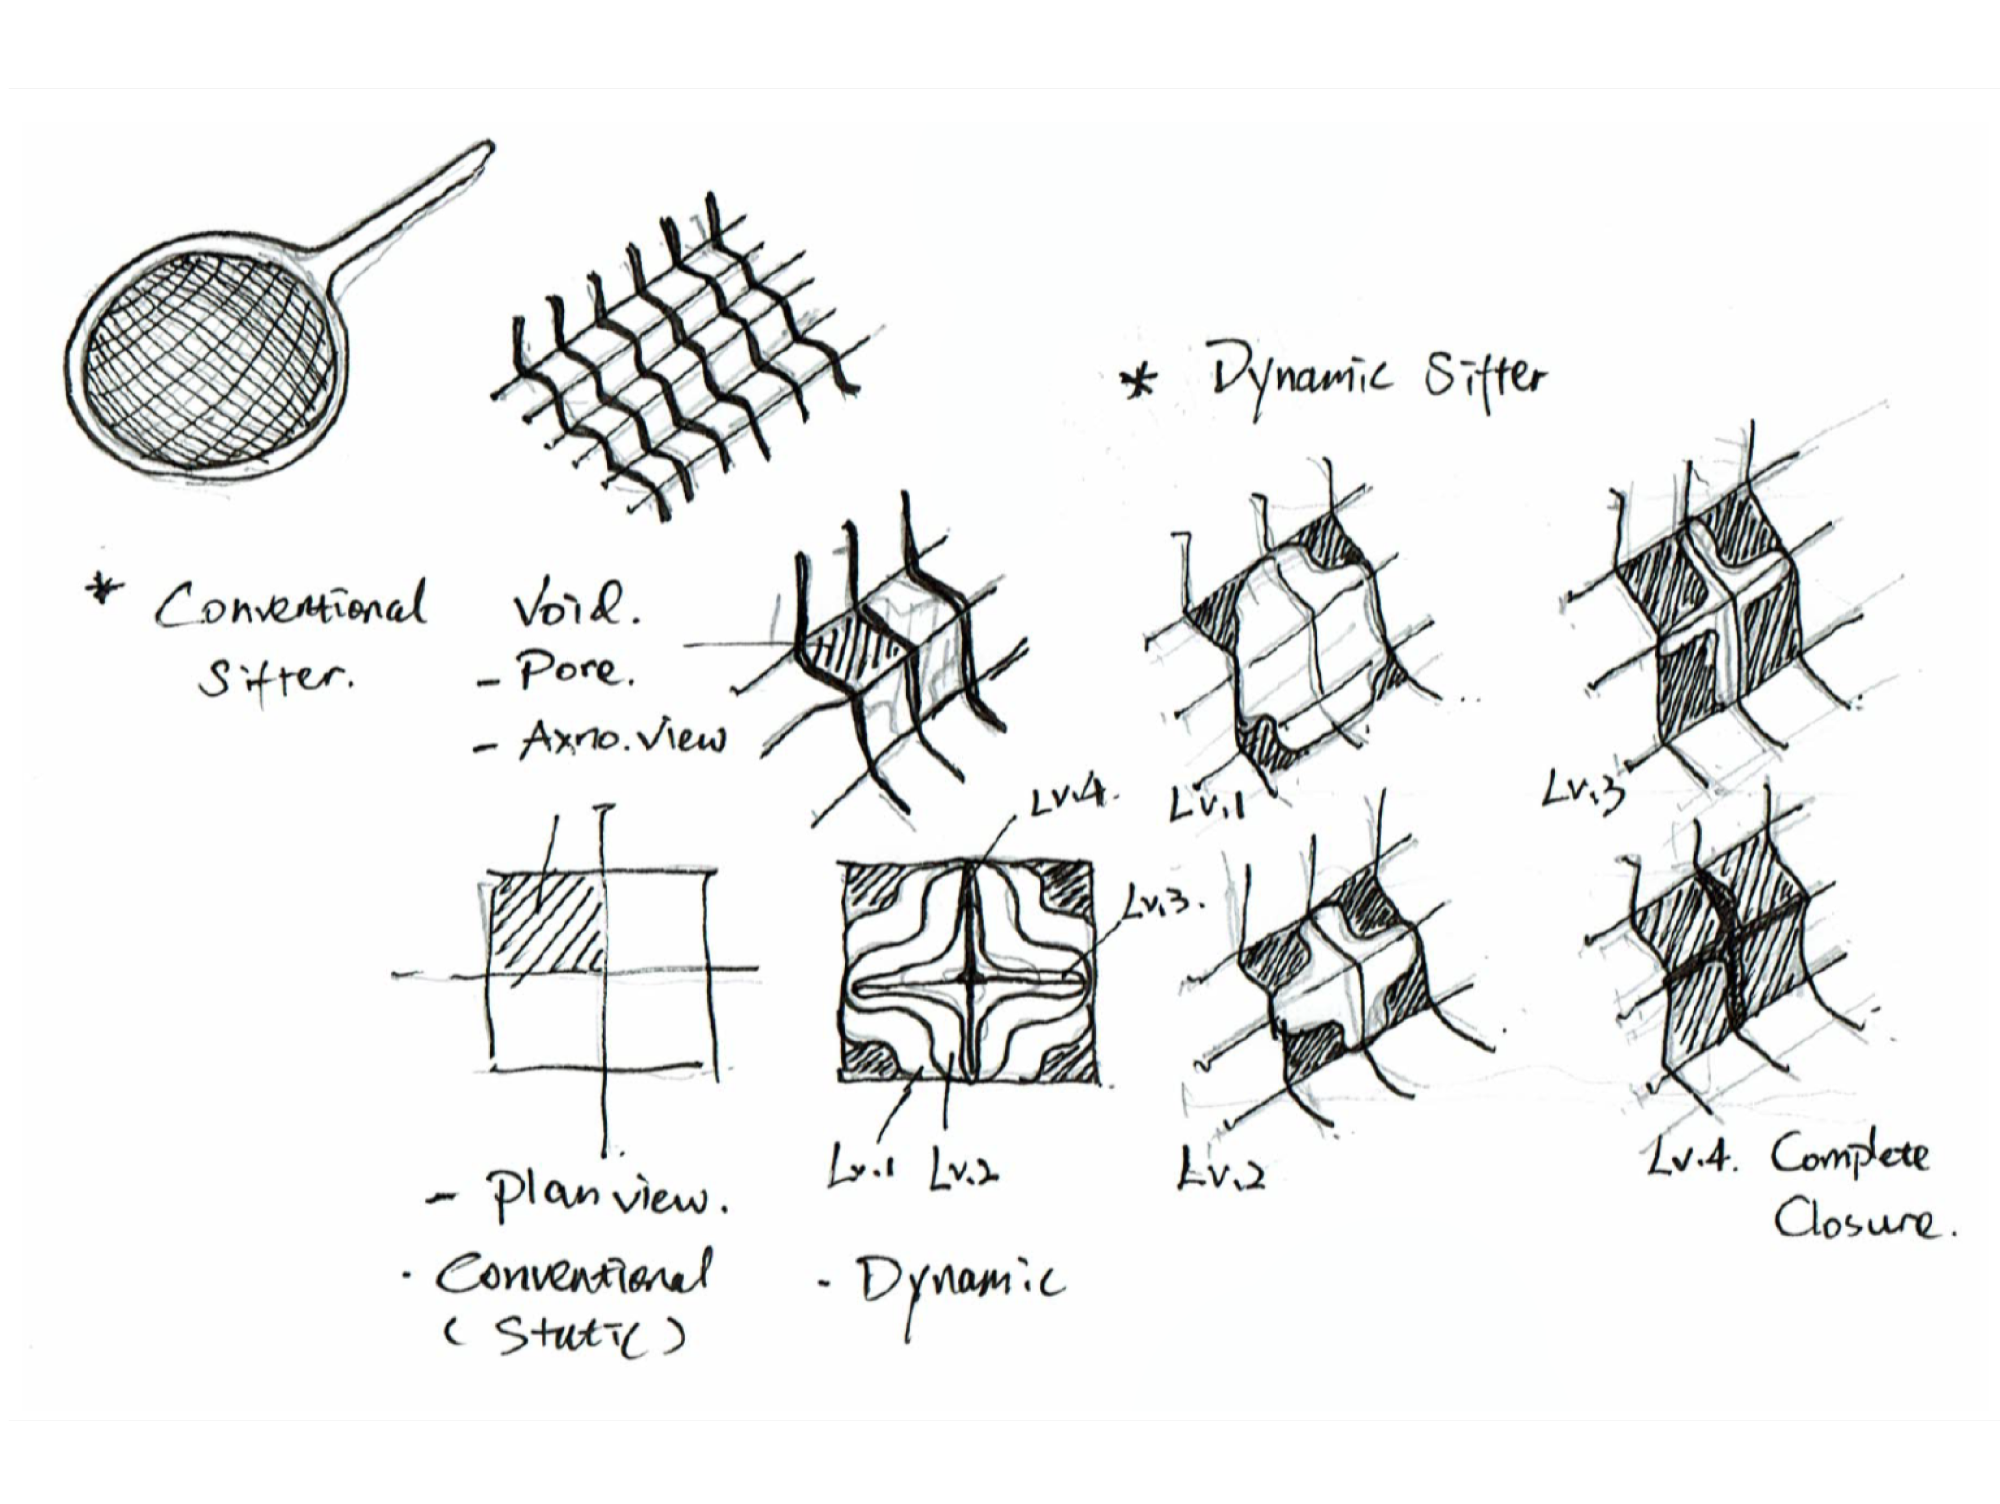 * Conventional
Sifter.
Void.
- Pore.
- Axno. view
* Dynamic Sifter
Lv.1
Lv.3
Lv.2
Lv.4. Complete
Closure.
Lv.4.
Lv.3.
Lv.1 Lv.2
- Plan view.
· Conventional
(Static)
- Dynamic